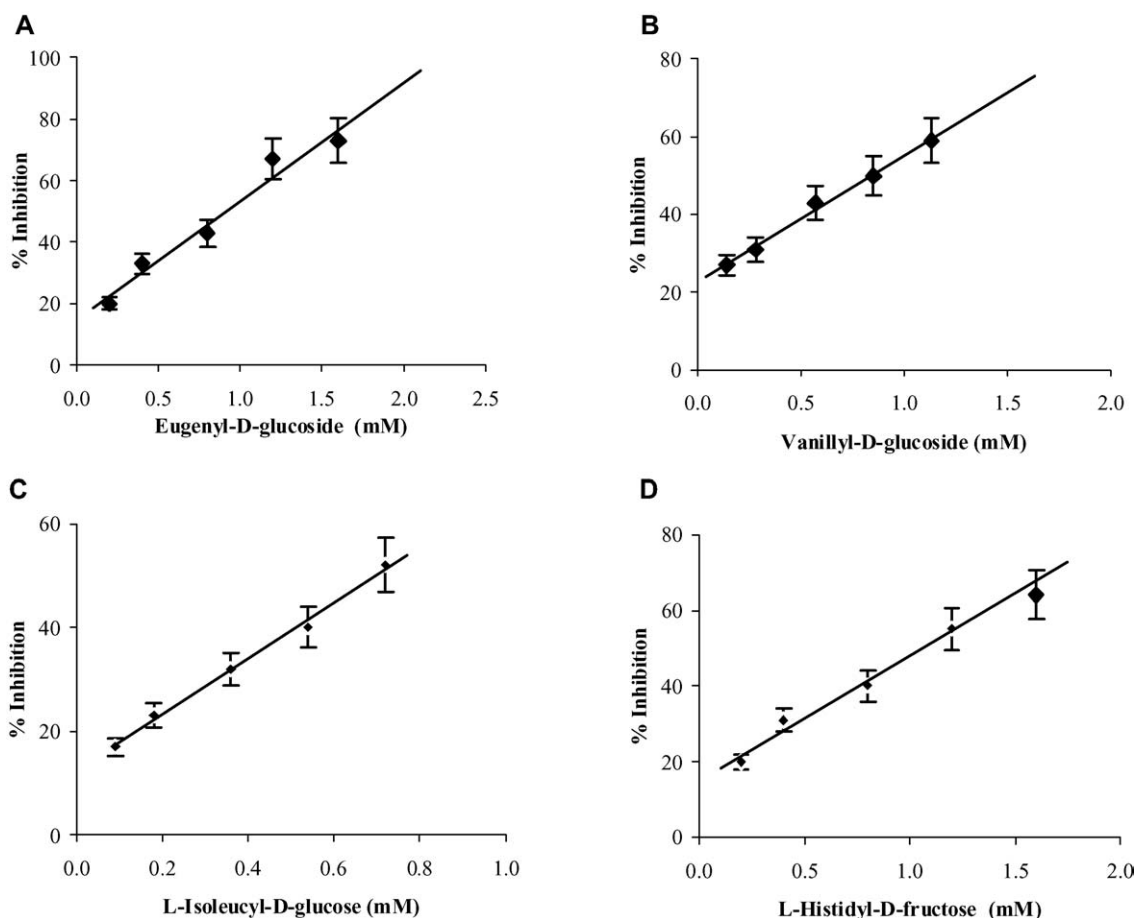 A
% Inhibition
100
80
60
40
20
0
0.0 0.5 1.0 1.5 2.0 2.5
Eugenyl-D-glucoside (mM)
B
% Inhibition
80
60
40
20
0
0.0 0.5 1.0 1.5 2.0
Vanillyl-D-glucoside (mM)
C
% Inhibition
60
40
20
0
0.0 0.2 0.4 0.6 0.8 1.0
L-Isoleucyl-D-glucose (mM)
D
% Inhibition
80
60
40
20
0
0.0 0.5 1.0 1.5 2.0
L-Histidyl-D-fructose (mM)